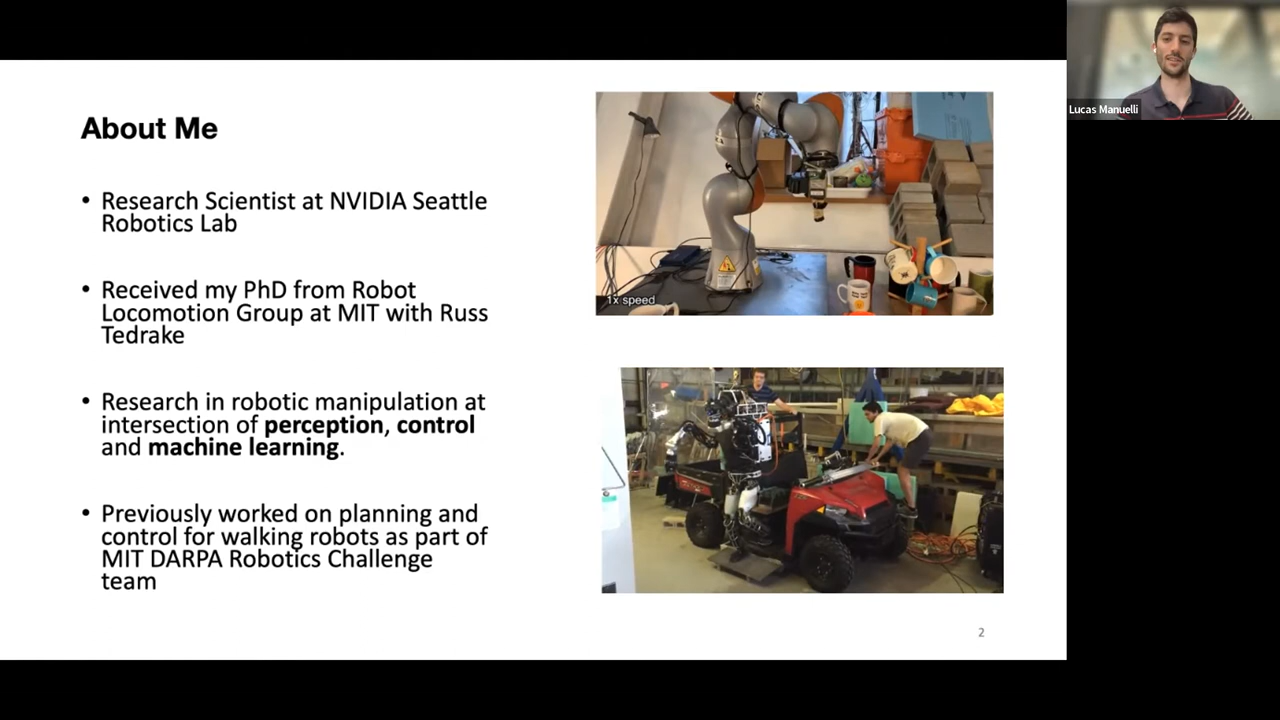 About Me
• Research Scientist at NVIDIA Seattle
Robotics Lab
• Received my PhD from Robot
Locomotion Group at MIT with Russ
Tedrake
• Research in robotic manipulation at
intersection of perception, control
and machine learning.
• Previously worked on planning and
control for walking robots as part of
MIT DARPA Robotics Challenge
team
1x speed
2
Lucas Manuelli